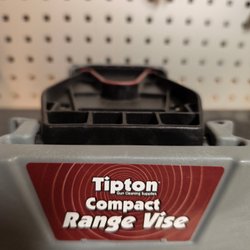 Tipton
Gun Cleaning Supplies
Compact
Range Vise